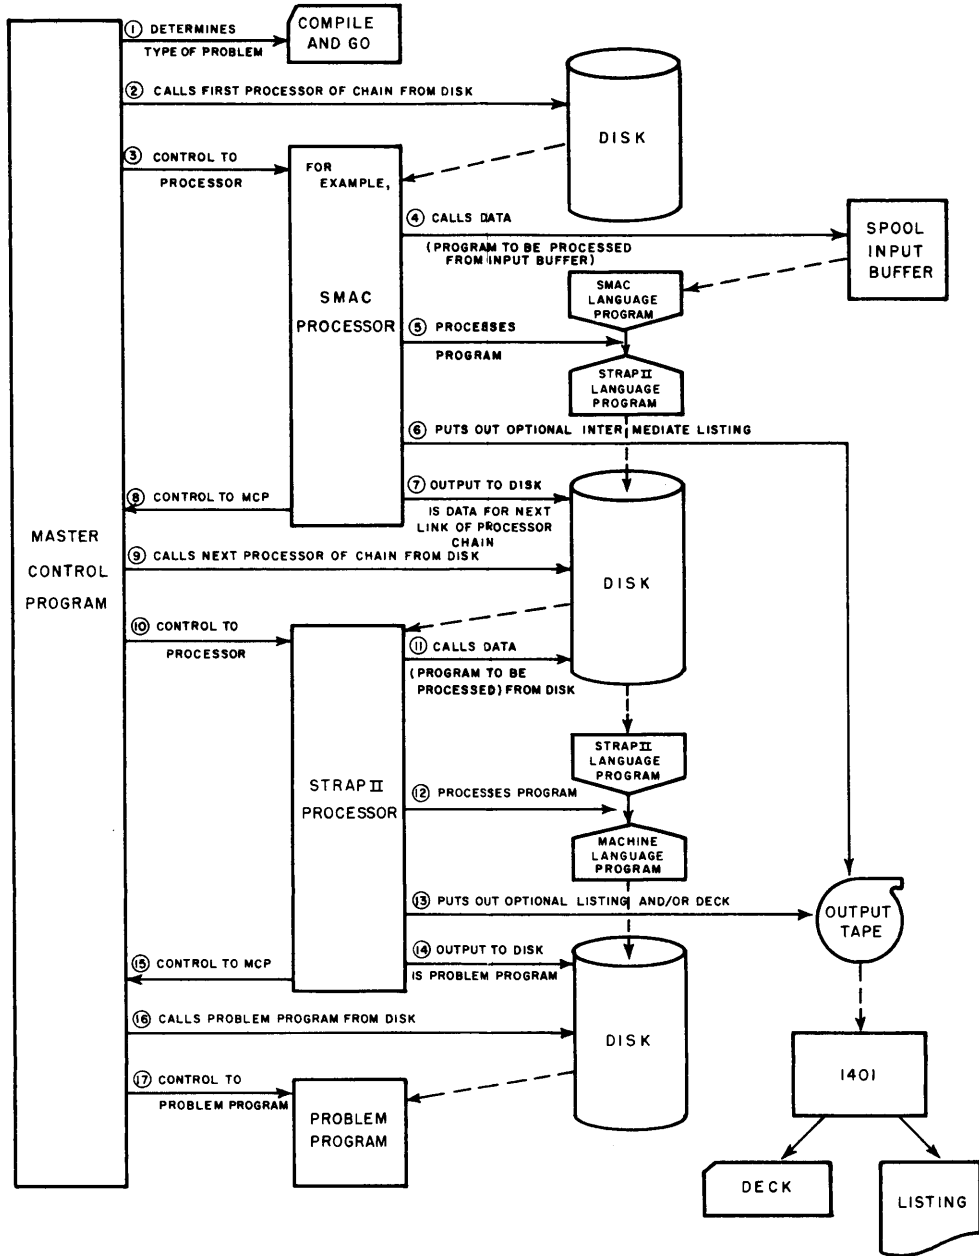 ① DETERMINES
TYPE OF PROBLEM
COMPILE
AND GO
② CALLS FIRST PROCESSOR OF CHAIN FROM DISK
DISK
③ CONTROL TO
PROCESSOR
FOR
EXAMPLE,
SMAC
PROCESSOR
④ CALLS DATA
(PROGRAM TO BE PROCESSED
FROM INPUT BUFFER)
SPOOL
INPUT
BUFFER
SMAC
LANGUAGE
PROGRAM
⑤ PROCESSES
PROGRAM
STRAP II
LANGUAGE
PROGRAM
⑥ PUTS OUT OPTIONAL INTER MEDIATE LISTING
⑦ OUTPUT TO DISK
IS DATA FOR NEXT
LINK OF PROCESSOR
CHAIN
⑧ CONTROL TO MCP
MASTER
CONTROL
PROGRAM
⑨ CALLS NEXT PROCESSOR OF CHAIN FROM DISK
DISK
⑩ CONTROL TO
PROCESSOR
⑪ CALLS DATA
(PROGRAM TO BE
PROCESSED) FROM DISK
STRAP II
LANGUAGE
PROGRAM
STRAP II
PROCESSOR
⑫ PROCESSES PROGRAM
MACHINE
LANGUAGE
PROGRAM
⑬ PUTS OUT OPTIONAL LISTING AND/OR DECK
OUTPUT
TAPE
⑭ OUTPUT TO DISK
IS PROBLEM PROGRAM
⑮ CONTROL TO MCP
⑯ CALLS PROBLEM PROGRAM FROM DISK
DISK
⑰ CONTROL TO
PROBLEM PROGRAM
PROBLEM
PROGRAM
1401
DECK
LISTING